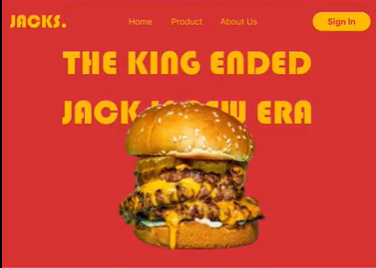 JACKS.
Home Product About Us
Sign In
THE KING ENDED
JACK ERA